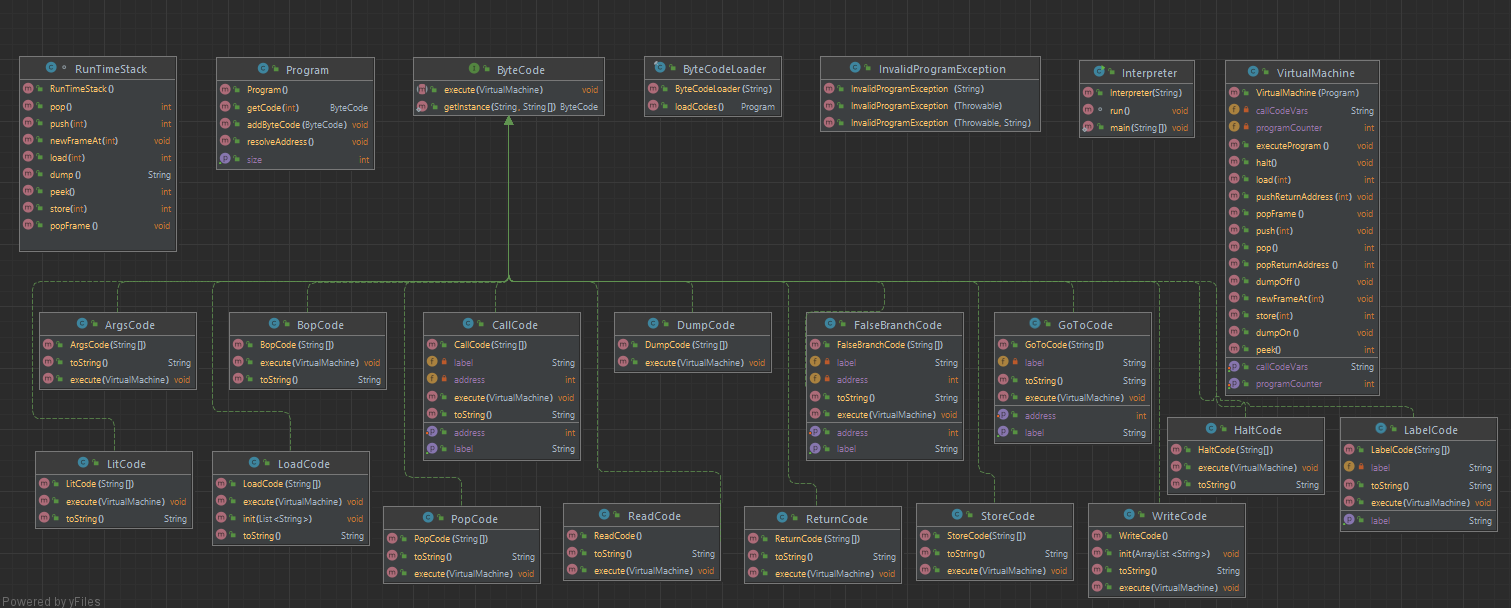 RunTimeStack
RunTimeStack()
pop() int
push(int) int
newFrameAt(int) void
load(int) int
dump() String
peek() int
store(int) int
popFrame() void
Program
Program()
getCode(int) ByteCode
addByteCode(ByteCode) void
resolveAddress() void
size int
ByteCode
execute(VirtualMachine) void
getInstance(String, String[]) ByteCode
ByteCodeLoader
ByteCodeLoader(String)
loadCodes() Program
InvalidProgramException
InvalidProgramException (String)
InvalidProgramException (Throwable)
InvalidProgramException (Throwable, String)
Interpreter
Interpreter(String)
run() void
main(String[]) void
VirtualMachine
VirtualMachine(Program)
callCodeVars String
programCounter int
executeProgram() void
halt() void
load(int) int
pushReturnAddress(int) void
popFrame() void
push(int) void
pop() int
popReturnAddress() int
dumpOff() void
newFrameAt(int) void
store(int) int
dumpOn() void
peek() int
callCodeVars String
programCounter int
ArgsCode
ArgsCode(String[])
toString() String
execute(VirtualMachine) void
BopCode
BopCode(String[])
execute(VirtualMachine) void
toString() String
CallCode
CallCode(String[])
label String
address int
execute(VirtualMachine) void
toString() String
address int
label String
DumpCode
DumpCode(String[])
execute(VirtualMachine) void
FalseBranchCode
FalseBranchCode(String[])
label String
address int
toString() String
execute(VirtualMachine) void
address int
label String
GoToCode
GoToCode(String[])
label String
toString() String
execute(VirtualMachine) void
address int
label String
HaltCode
HaltCode(String[])
execute(VirtualMachine) void
toString() String
LabelCode
LabelCode(String[])
label String
toString() String
execute(VirtualMachine) void
label String
LitCode
LitCode(String[])
execute(VirtualMachine) void
toString() String
LoadCode
LoadCode(String[])
execute(VirtualMachine) void
init(List<String>) void
toString() String
PopCode
PopCode(String[])
toString() String
execute(VirtualMachine) void
ReadCode
ReadCode()
toString() String
execute(VirtualMachine) void
ReturnCode
ReturnCode(String[])
toString() String
execute(VirtualMachine) void
StoreCode
StoreCode(String[])
toString() String
execute(VirtualMachine) void
WriteCode
WriteCode()
init(ArrayList<String>) void
toString() String
execute(VirtualMachine) void
Powered by yFiles